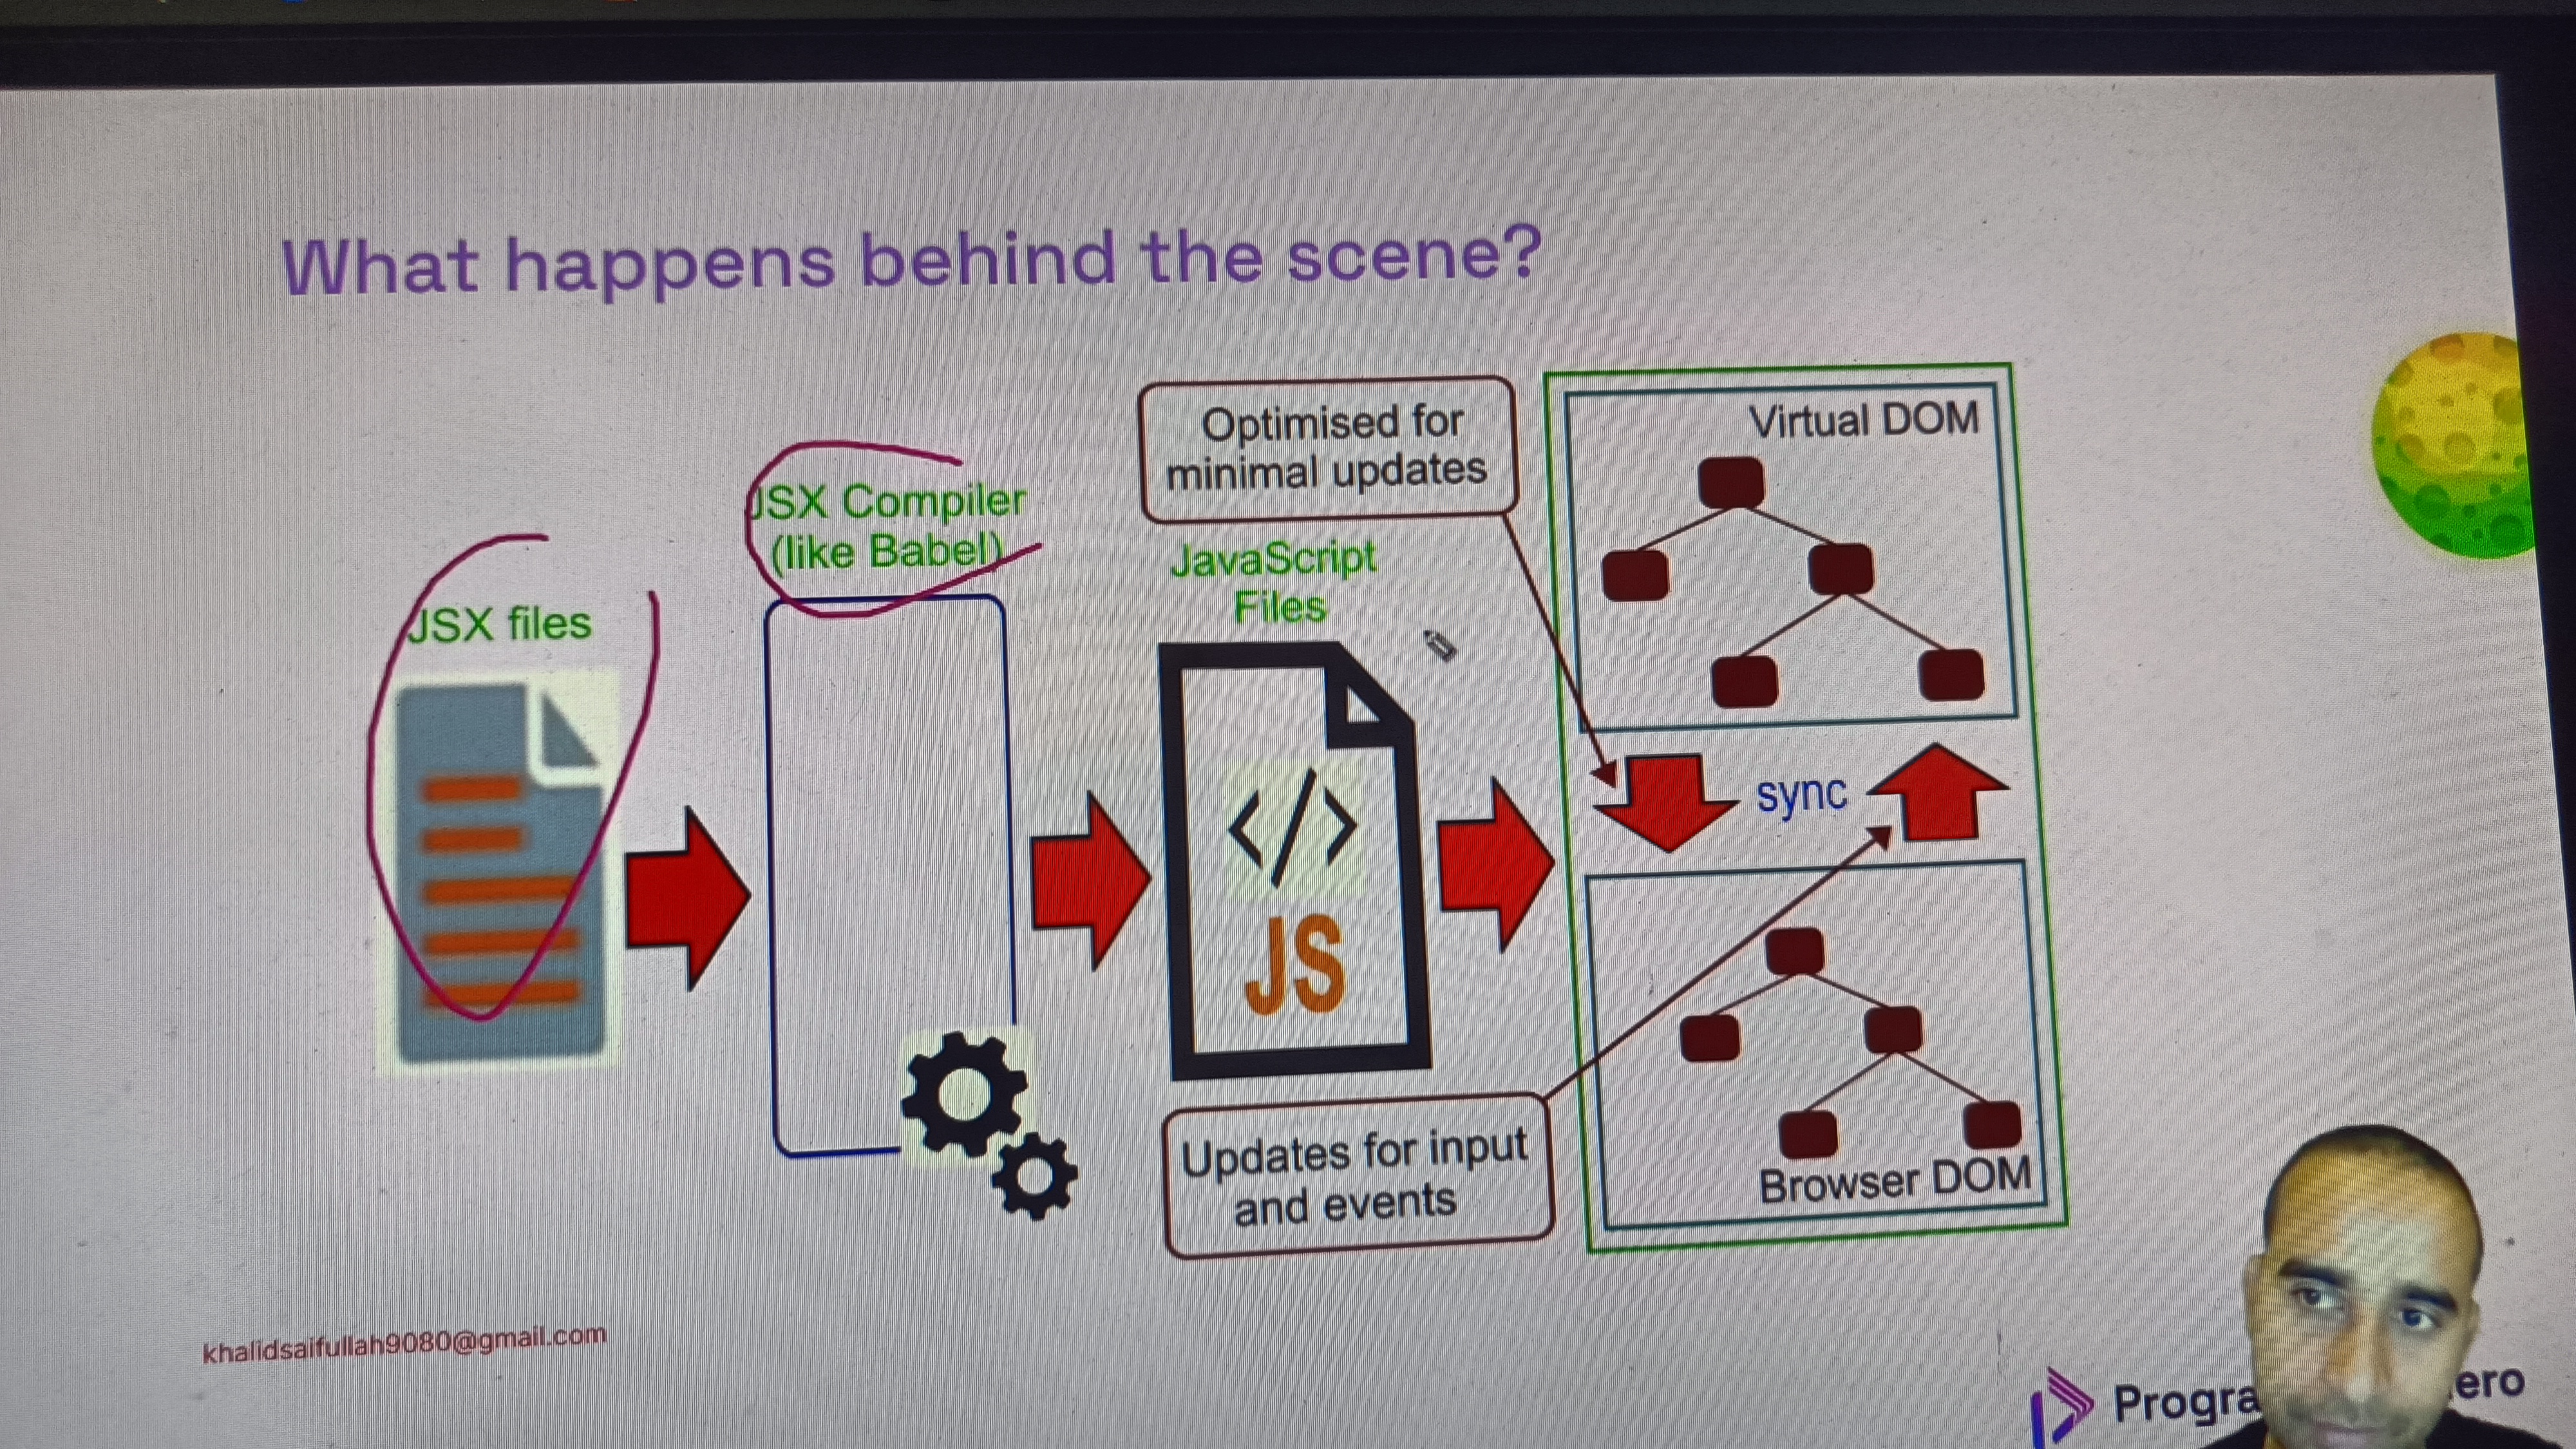 What happens behind the scene?
Optimised for
minimal updates
Virtual DOM
JSX Compiler
(like Babel)
JavaScript
Files
JSX files
sync
</>
JS
Updates for input
and events
Browser DOM
khalidsaifullah9080@gmail.com
Progra ero